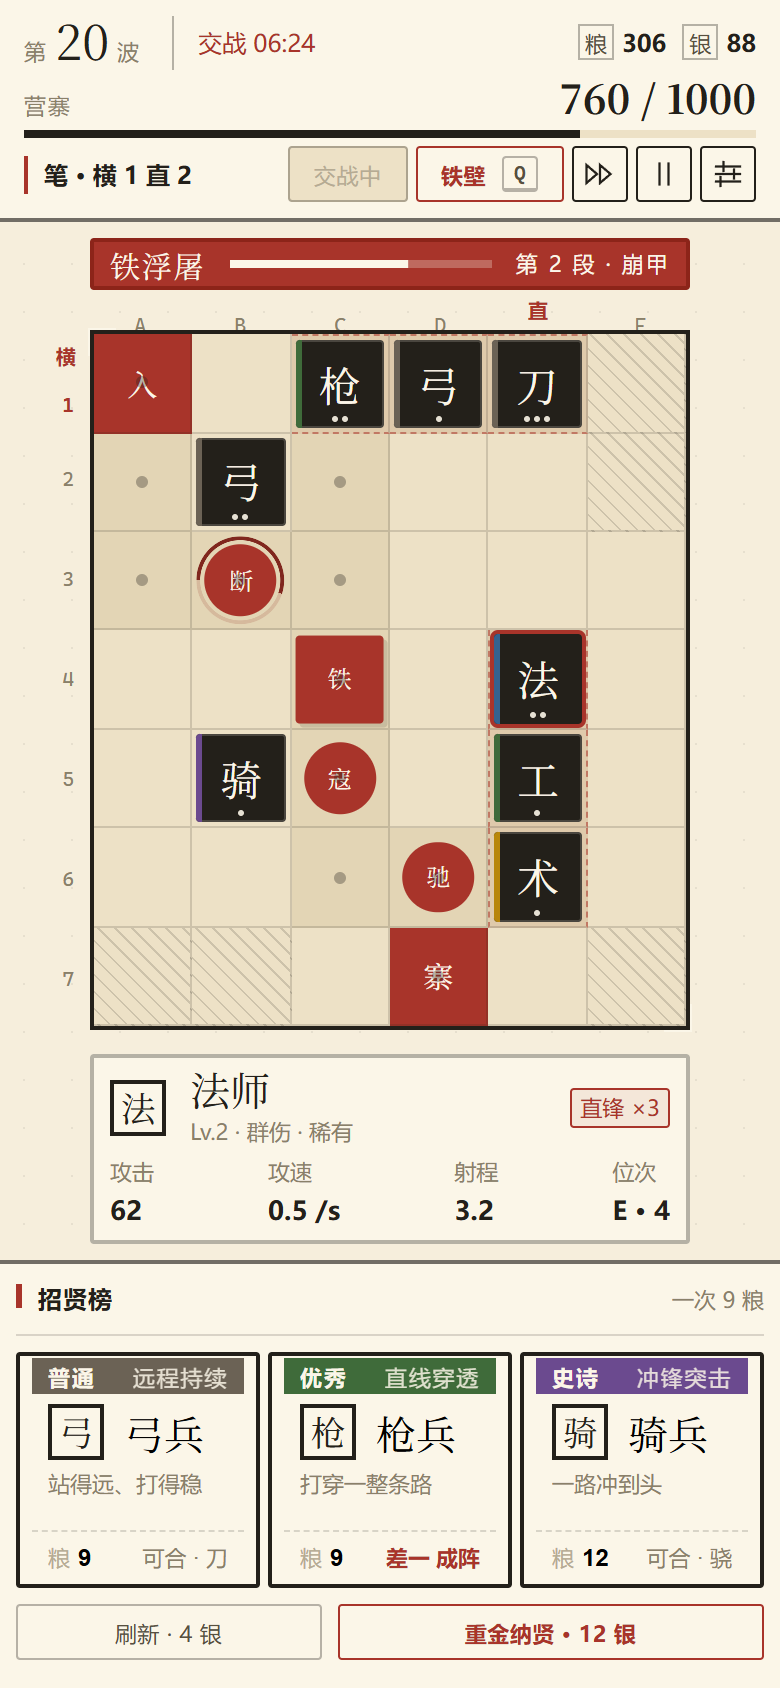 第 20 波 交战 06:24 粮 306 银 88
营寨 760 / 1000
笔 • 横 1 直 2 交战中 铁壁 Q
铁浮屠 第 2 段 · 崩甲
直
A B C D F
横
1 入 枪 弓 刀
2 弓
3 断
4 铁 法
5 骑 寇 工
6 驰 术
7 寨
法 法师 直锋 ×3
Lv.2 · 群伤 · 稀有
攻击 攻速 射程 位次
62 0.5 /s 3.2 E • 4
招贤榜 一次 9 粮
普通 远程持续
弓 弓兵
站得远、打得稳
粮 9 可合 · 刀
优秀 直线穿透
枪 枪兵
打穿一整条路
粮 9 差一 成阵
史诗 冲锋突击
骑 骑兵
一路冲到头
粮 12 可合 · 骁
刷新 · 4 银 重金纳贤 • 12 银